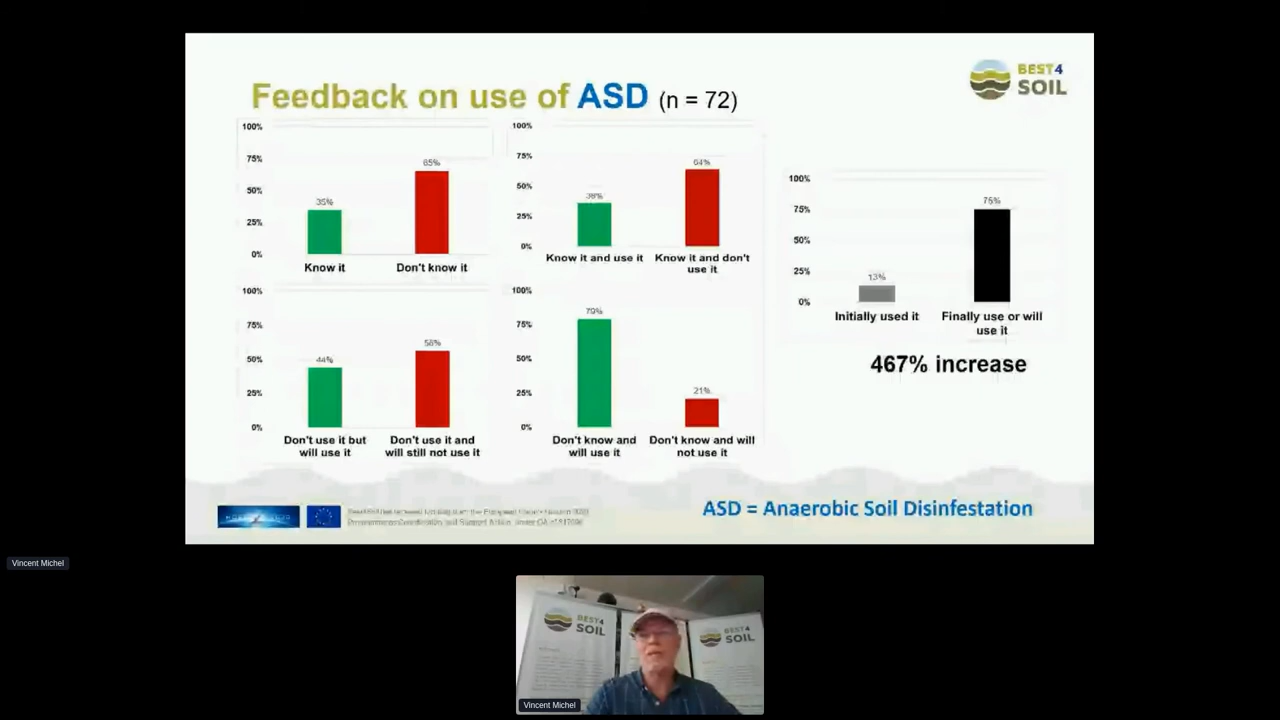 BEST4
SOIL
Feedback on use of ASD (n = 72)
100%
75%
50%
25%
0%
35%
65%
Know it
Don't know it
100%
75%
50%
25%
0%
64%
Know it and use it
Know it and don't
use it
100%
75%
50%
25%
0%
44%
56%
Don't use it but
will use it
Don't use it and
will still not use it
100%
75%
50%
25%
0%
79%
21%
Don't know and
will use it
Don't know and will
not use it
100%
75%
50%
25%
0%
13%
Initially used it
Finally use or will
use it
467% increase
ASD = Anaerobic Soil Disinfestation
Vincent Michel
BEST4
SOIL
BEST4
SOIL
Vincent Michel